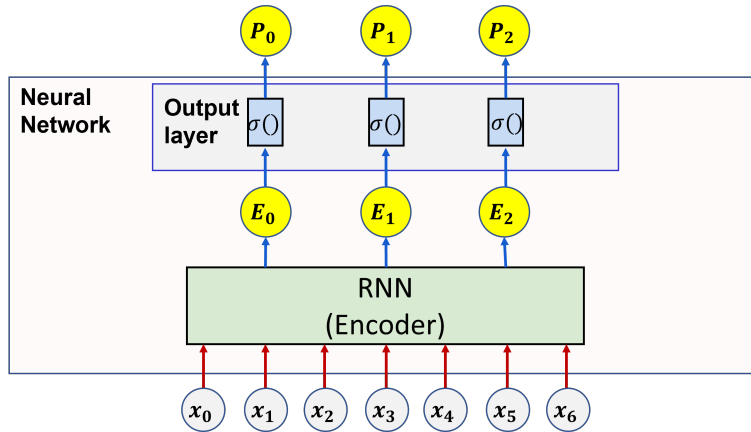 P₀ P₁ P₂
Neural
Network
Output
layer
σ() σ() σ()
E₀ E₁ E₂
RNN
(Encoder)
x₀ x₁ x₂ x₃ x₄ x₅ x₆